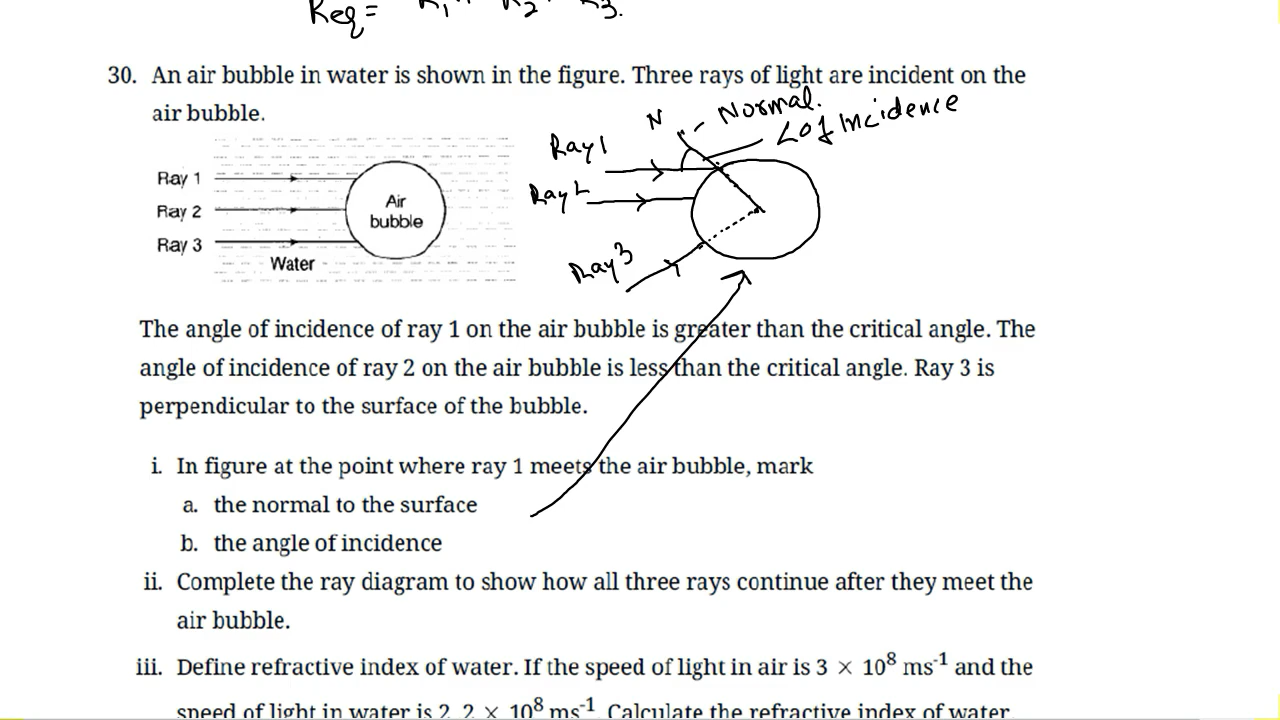 Req = R1 + R2 + R3.
30. An air bubble in water is shown in the figure. Three rays of light are incident on the
air bubble.
N
Normal.
∠ of Incidence
Ray 1
Ray 2
Ray 3
Ray 1
Ray 2
Ray 3
Air
bubble
Water
The angle of incidence of ray 1 on the air bubble is greater than the critical angle. The
angle of incidence of ray 2 on the air bubble is less than the critical angle. Ray 3 is
perpendicular to the surface of the bubble.
i. In figure at the point where ray 1 meets the air bubble, mark
a. the normal to the surface
b. the angle of incidence
ii. Complete the ray diagram to show how all three rays continue after they meet the
air bubble.
iii. Define refractive index of water. If the speed of light in air is 3 × 10⁸ ms⁻¹ and the
speed of light in water is 2. 2 × 10⁸ ms⁻¹. Calculate the refractive index of water.